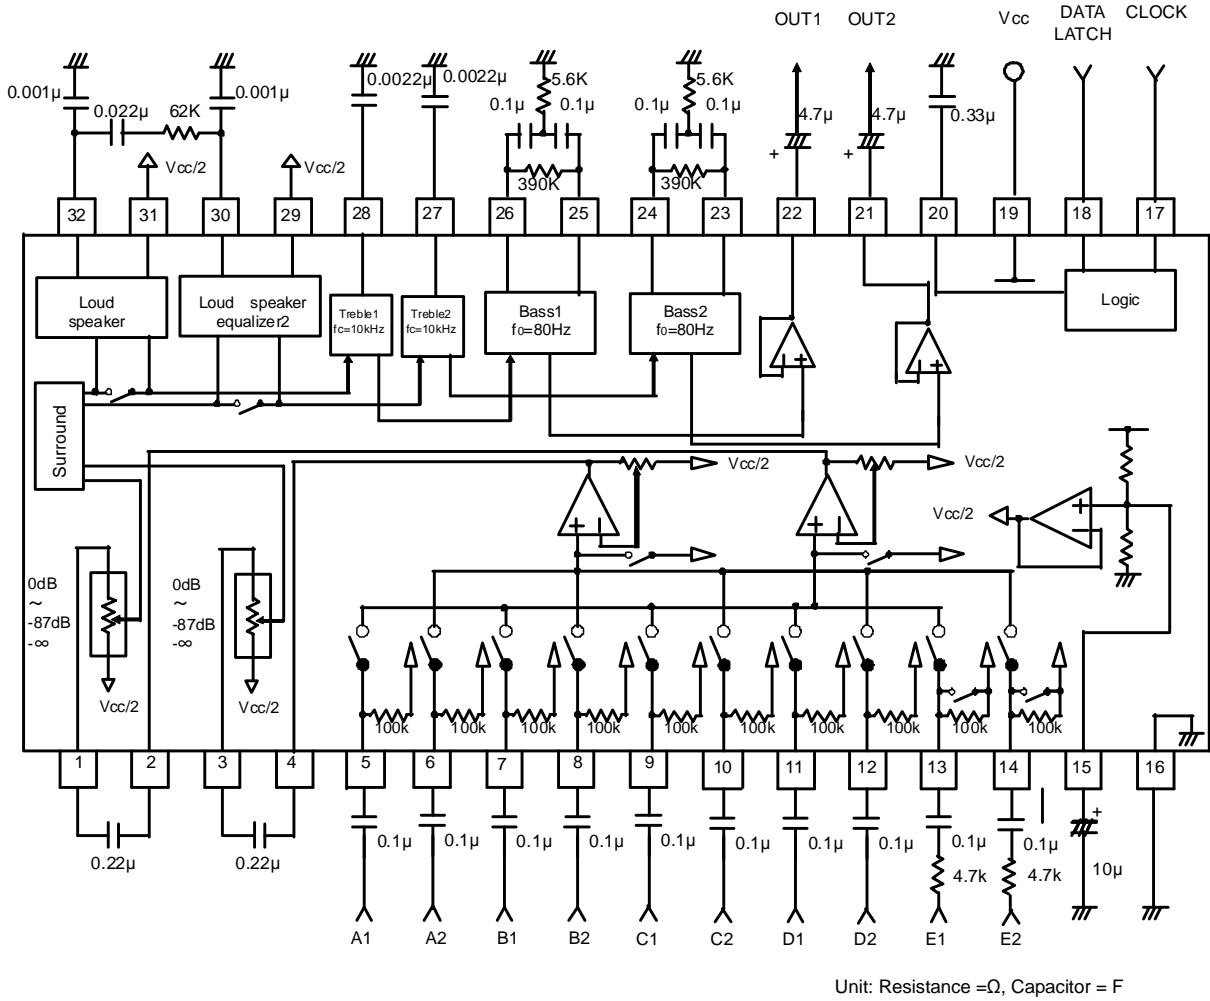 OUT1 OUT2 Vcc DATA CLOCK
LATCH
0.001μ 0.022μ 62K 0.001μ 0.0022μ 0.0022μ 5.6K 5.6K
0.1μ 0.1μ 0.1μ 0.1μ 4.7μ 4.7μ 0.33μ
+ +
Vcc/2 Vcc/2 390K 390K
32 31 30 29 28 27 26 25 24 23 22 21 20 19 18 17
Loud
speaker
Loud speaker
equalizer2
Treble1
fc=10kHz
Treble2
fc=10kHz
Bass1
f0=80Hz
Bass2
f0=80Hz
Logic
+ +
Surround
Vcc/2 Vcc/2
Vcc/2
+ + +
0dB
~
-87dB
-∞
0dB
~
-87dB
-∞
Vcc/2 Vcc/2
100k 100k 100k 100k 100k 100k 100k 100k 100k 100k
1 2 3 4 5 6 7 8 9 10 11 12 13 14 15 16
0.22μ 0.22μ
0.1μ 0.1μ 0.1μ 0.1μ 0.1μ 0.1μ 0.1μ 0.1μ 0.1μ 0.1μ +
4.7k 4.7k 10μ
A1 A2 B1 B2 C1 C2 D1 D2 E1 E2
Unit: Resistance =Ω, Capacitor = F